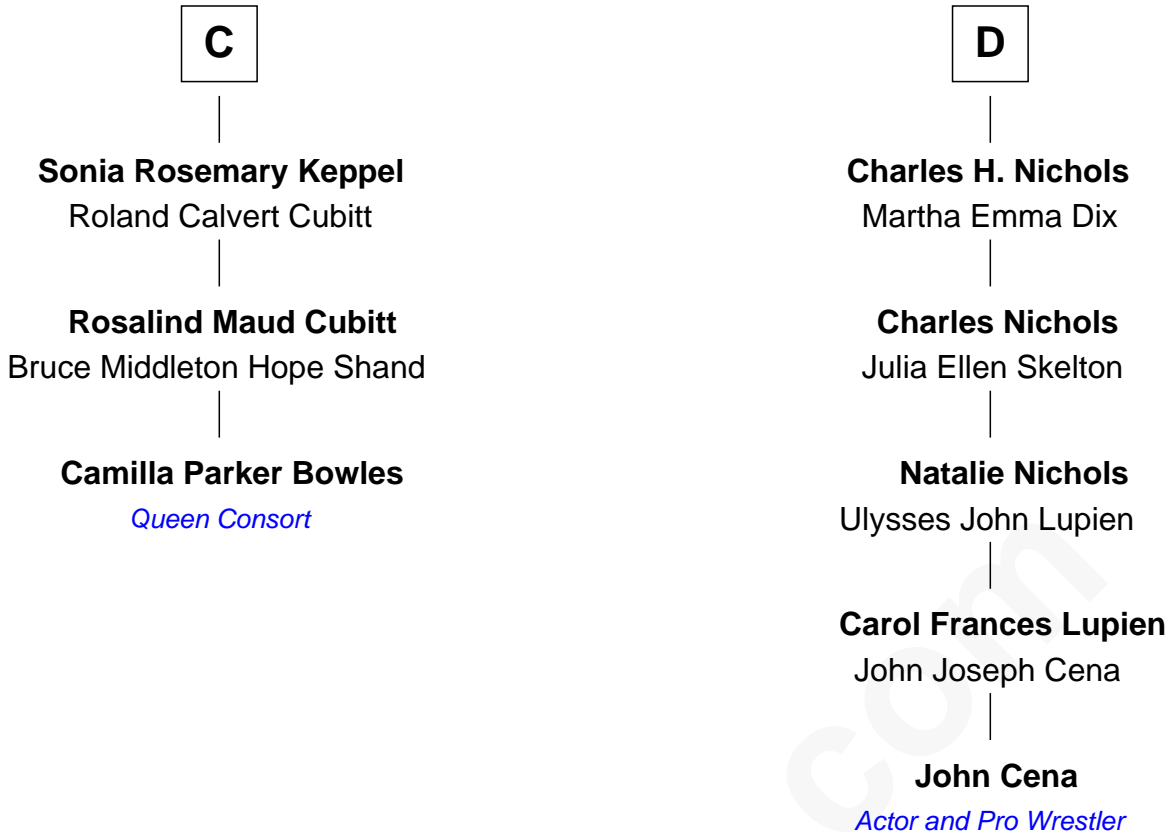 C
Sonia Rosemary Keppel
Roland Calvert Cubitt
Rosalind Maud Cubitt
Bruce Middleton Hope Shand
Camilla Parker Bowles
Queen Consort
D
Charles H. Nichols
Martha Emma Dix
Charles Nichols
Julia Ellen Skelton
Natalie Nichols
Ulysses John Lupien
Carol Frances Lupien
John Joseph Cena
John Cena
Actor and Pro Wrestler
com